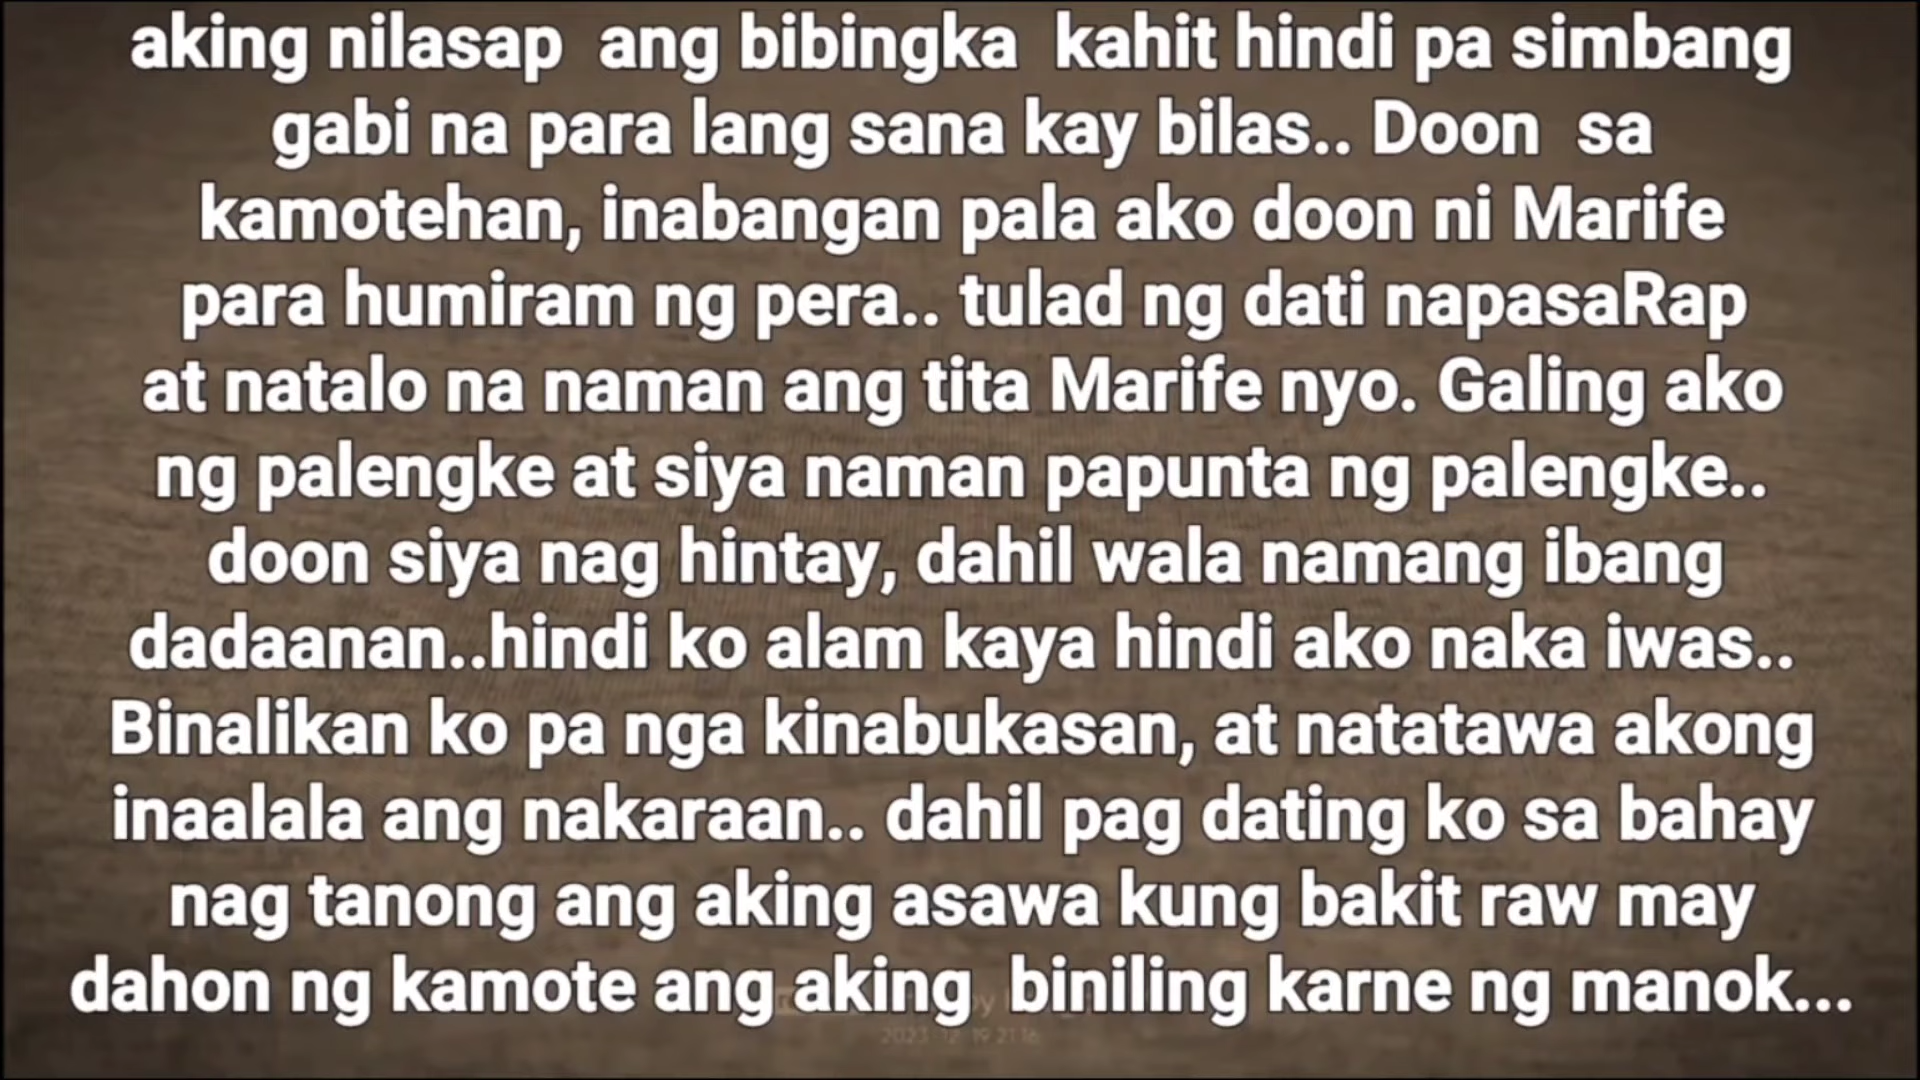 aking nilasap ang bibingka kahit hindi pa simbang
gabi na para lang sana kay bilas.. Doon sa
kamotehan, inabangan pala ako doon ni Marife
para humiram ng pera.. tulad ng dati napasaRap
at natalo na naman ang tita Marife nyo. Galing ako
ng palengke at siya naman papunta ng palengke..
doon siya nag hintay, dahil wala namang ibang
dadaanan..hindi ko alam kaya hindi ako naka iwas..
Binalikan ko pa nga kinabukasan, at natatawa akong
inaalala ang nakaraan.. dahil pag dating ko sa bahay
nag tanong ang aking asawa kung bakit raw may
dahon ng kamote ang aking biniling karne ng manok...